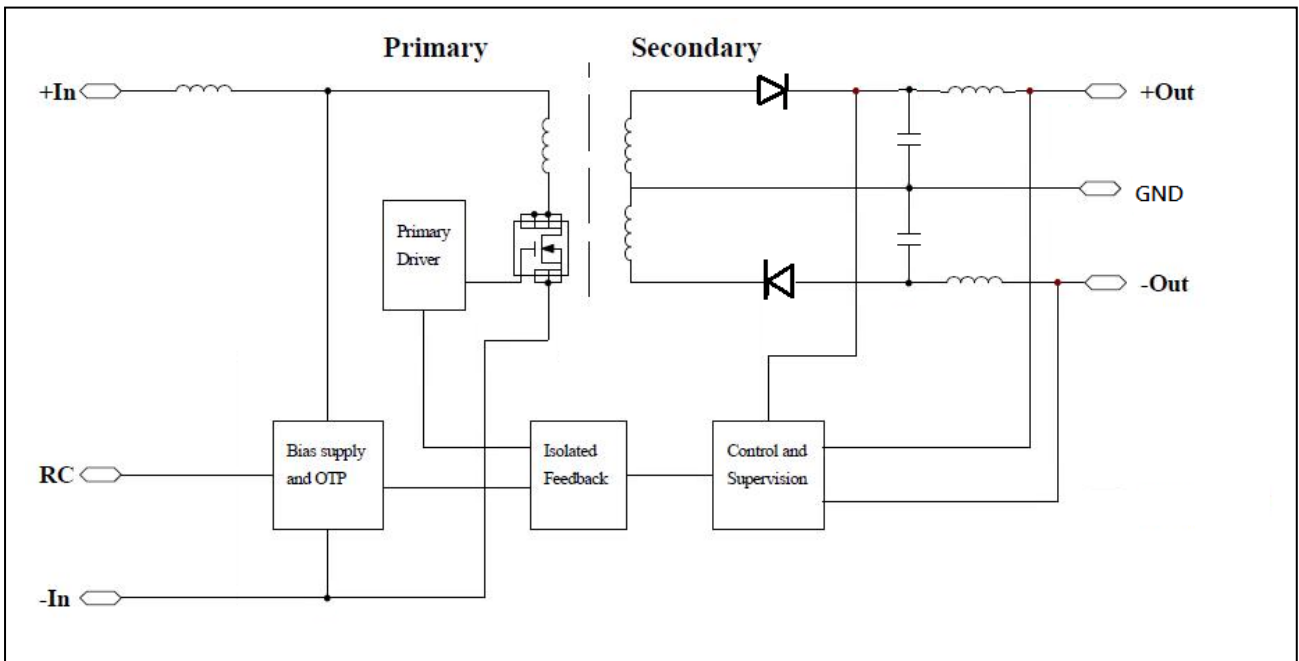 Primary
Secondary
+In
+Out
GND
Primary
Driver
-Out
Bias supply
and OTP
Isolated
Feedback
Control and
Supervision
RC
-In